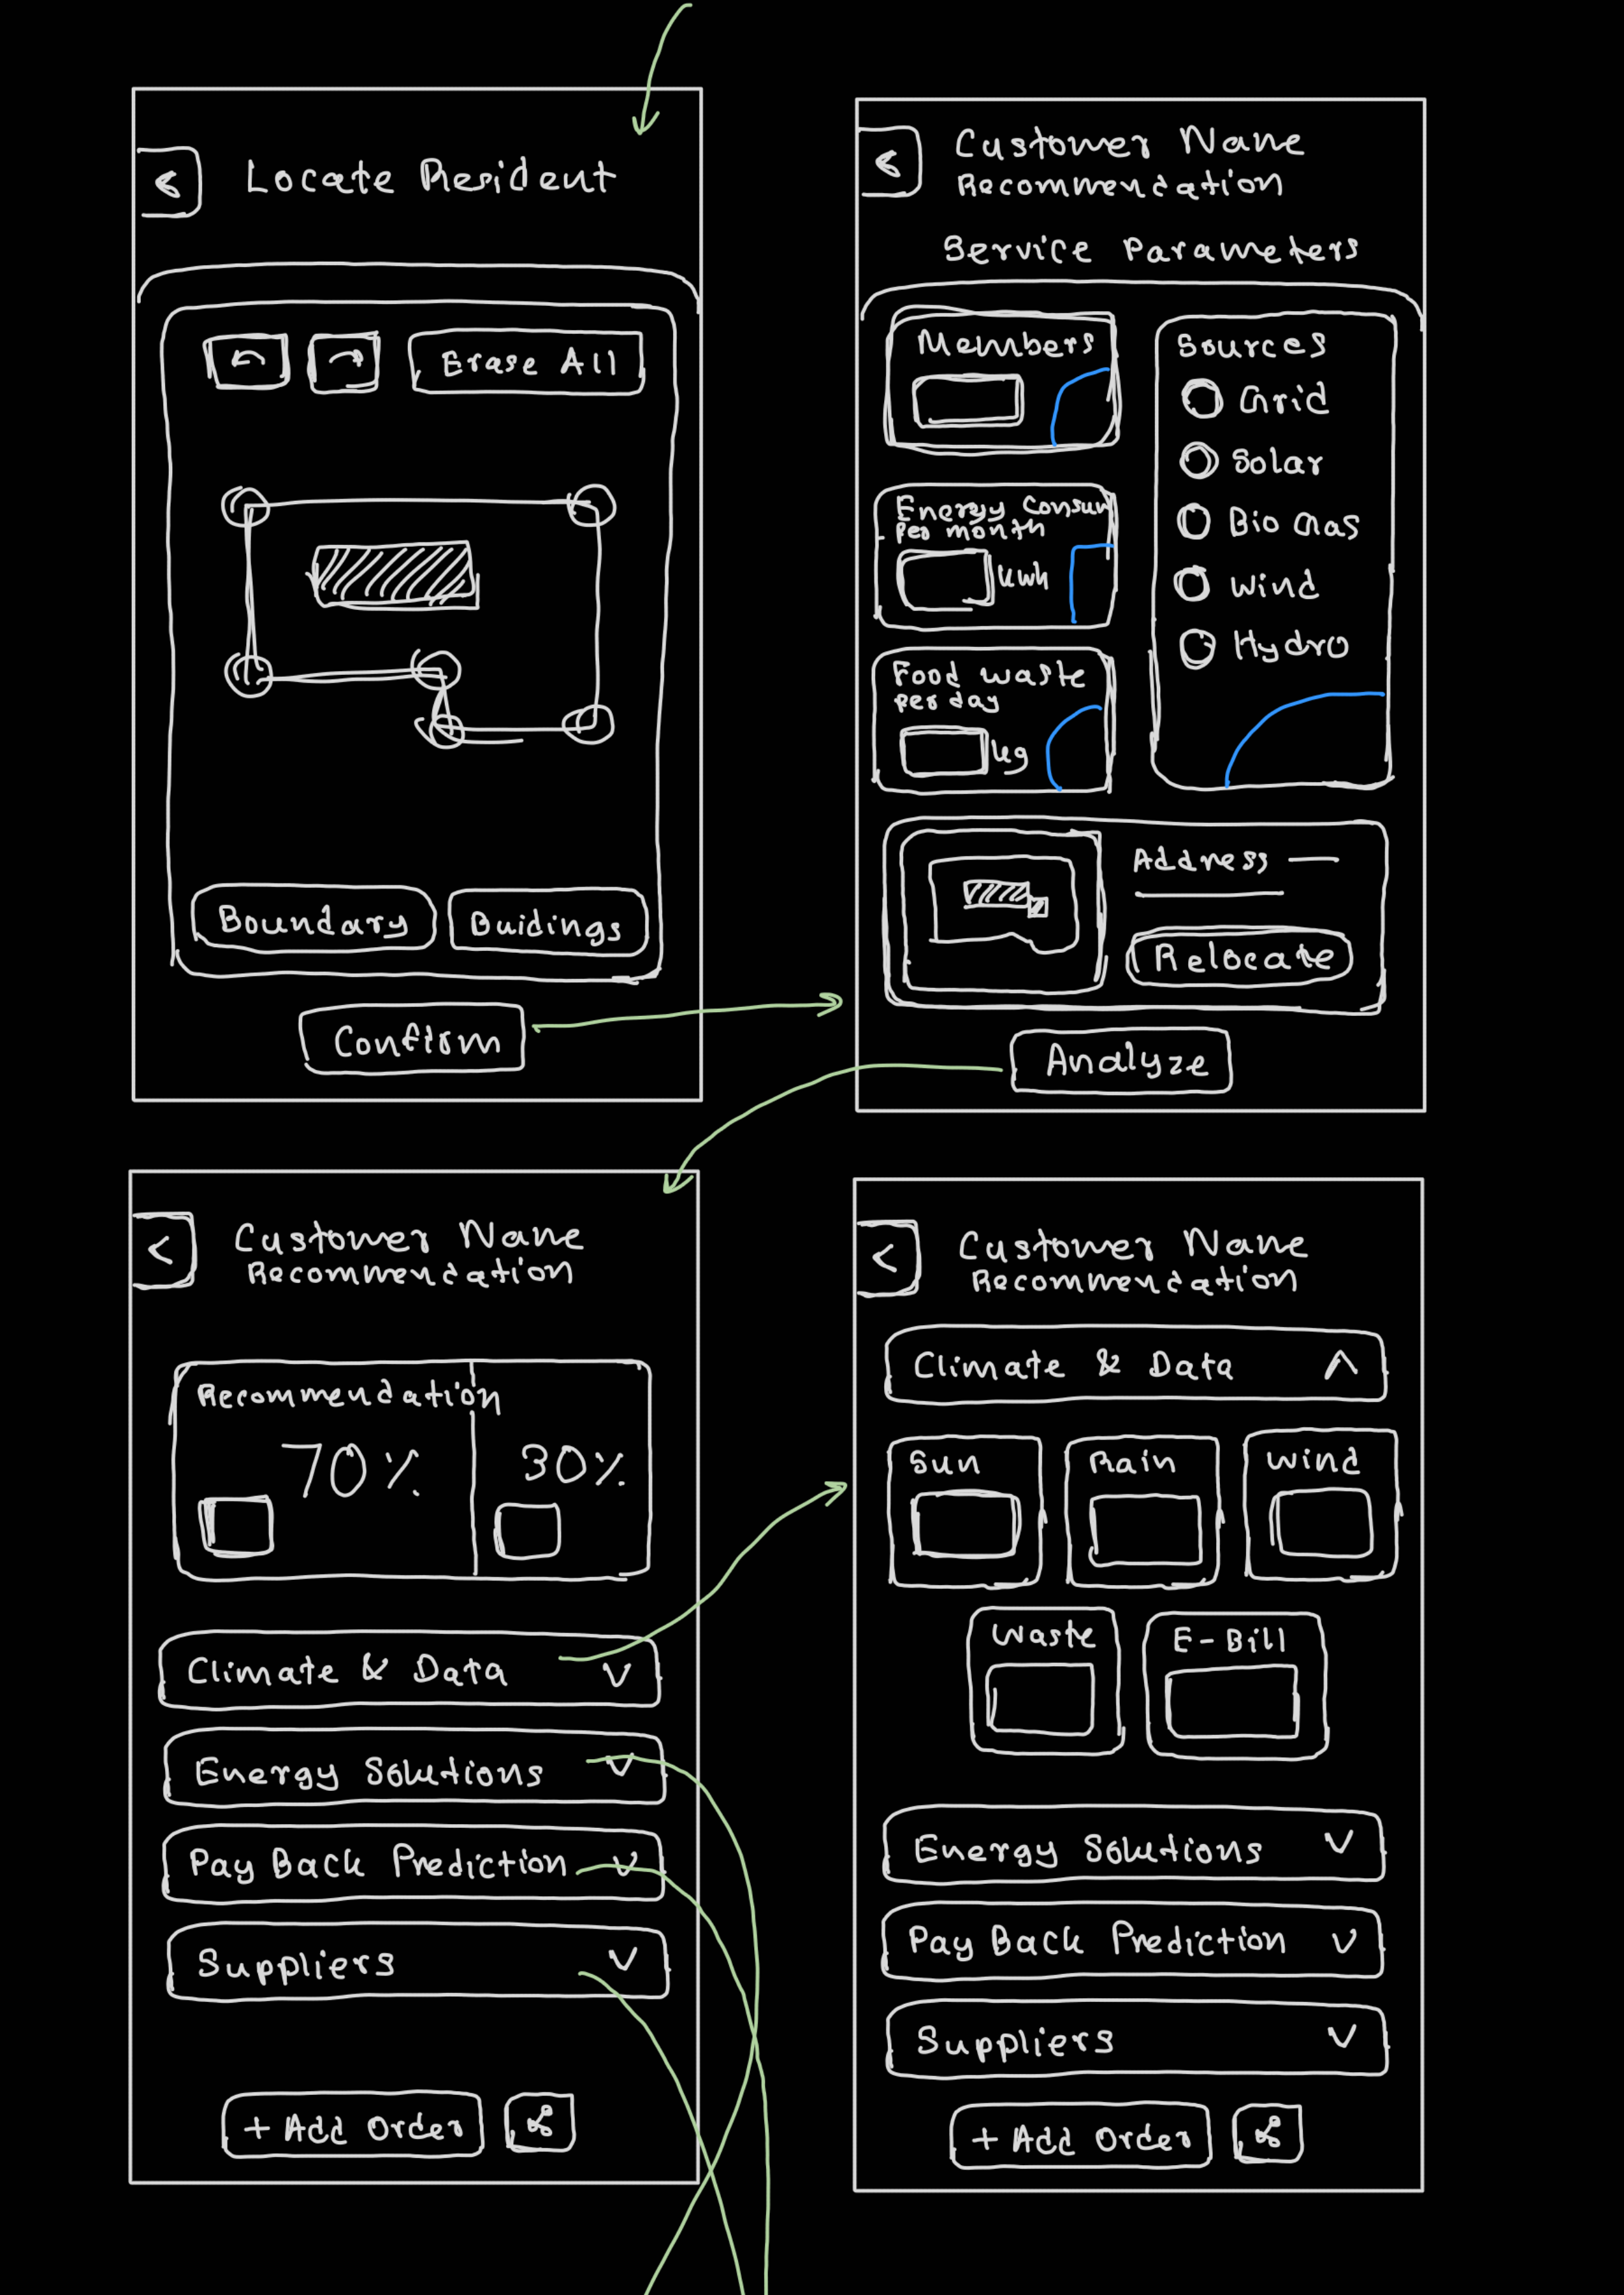 Locate Resident
Erase All
Boundary
Buidings
Confirm
Customer Name
Recommendation
Service Parameters
Members
Energy Consum
per month
kwh
Food waste
per day
kg
Sources
Grid
Solar
Bio Gas
Wind
Hydro
Address
Relocate
Analyze
Customer Name
Recommendation
Recommendation
70%
30%
Climate & Data
Energy Solutions
Pay Back Prediction
Suppliers
+ Add Order
Customer Name
Recommendation
Climate & Data
Sun
Rain
Wind
Waste
E-Bill
Energy Solutions
Pay Back Prediction
Suppliers
+ Add Order